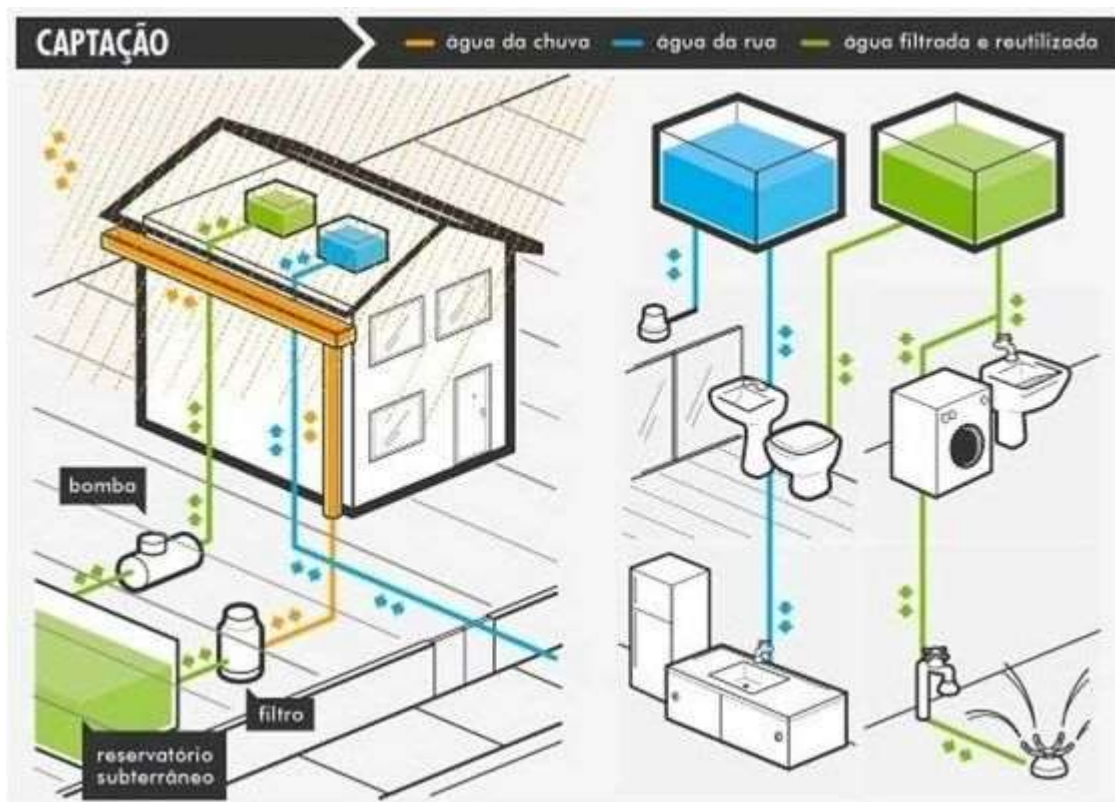 CAPTAÇÃO
água da chuva
água da rua
água filtrada e reutilizada
bomba
filtro
reservatório
subterrâneo